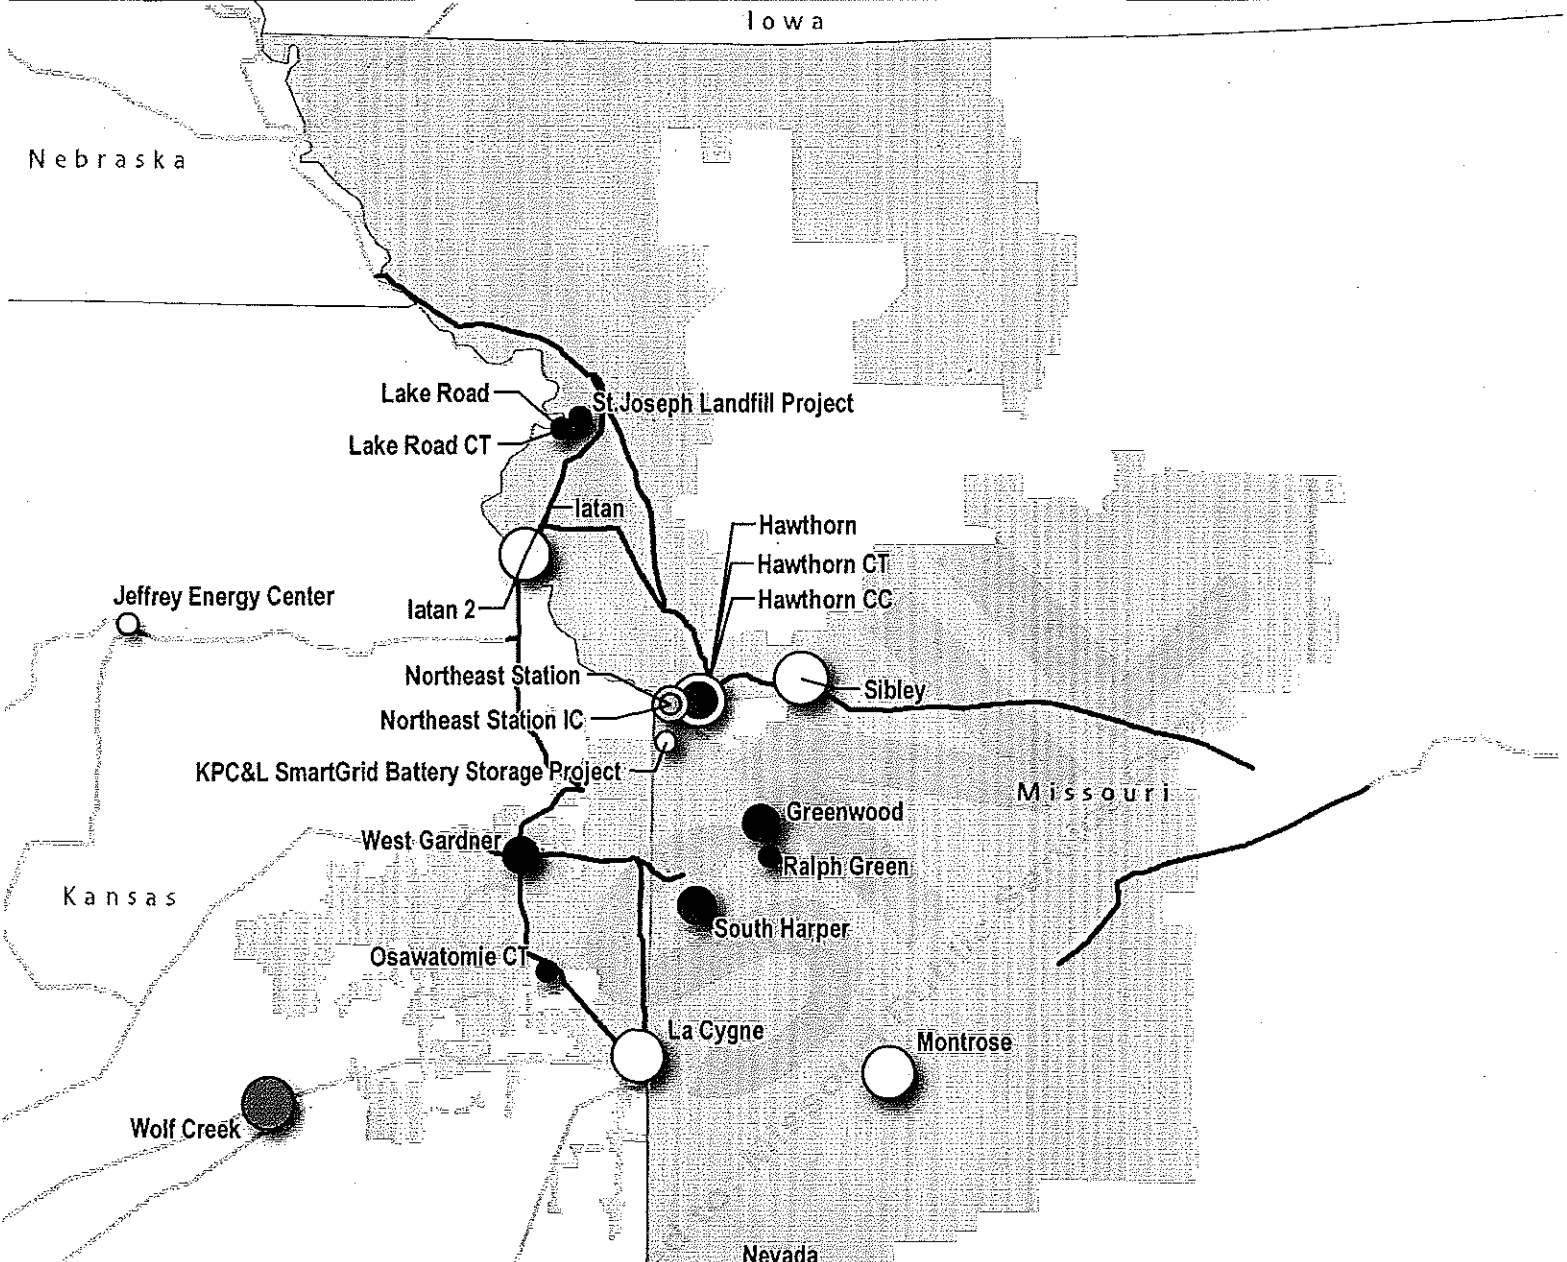 Iowa
Nebraska
Lake Road
St.Joseph Landfill Project
Lake Road CT
Iatan
Hawthorn
Hawthorn CT
Hawthorn CC
Jeffrey Energy Center
Iatan 2
Northeast Station
Sibley
Northeast Station IC
KPC&L SmartGrid Battery Storage Project
Missouri
Greenwood
West Gardner
Ralph Green
Kansas
South Harper
Osawatomie CT
La Cygne
Montrose
Wolf Creek
Nevada